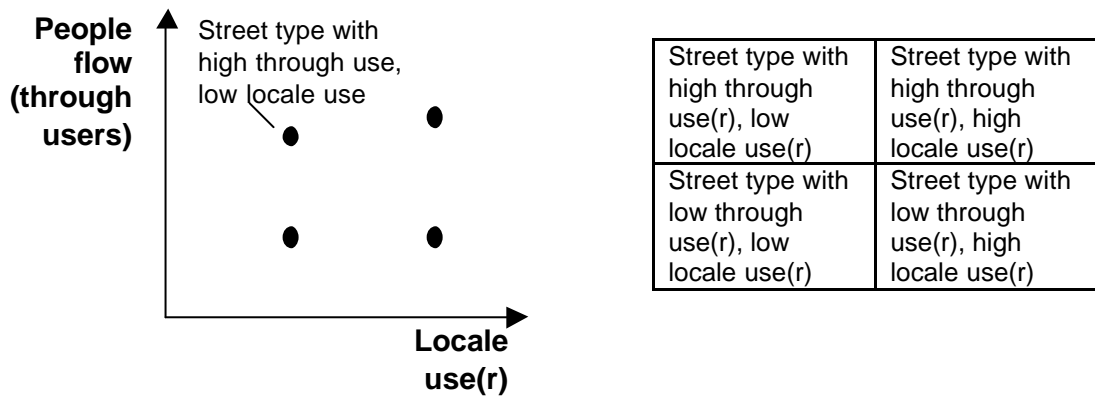 People
flow
(through
users)
Street type with
high through use,
low locale use
Locale
use(r)
Street type with
high through
use(r), low
locale use(r)
Street type with
high through
use(r), high
locale use(r)
Street type with
low through
use(r), low
locale use(r)
Street type with
low through
use(r), high
locale use(r)